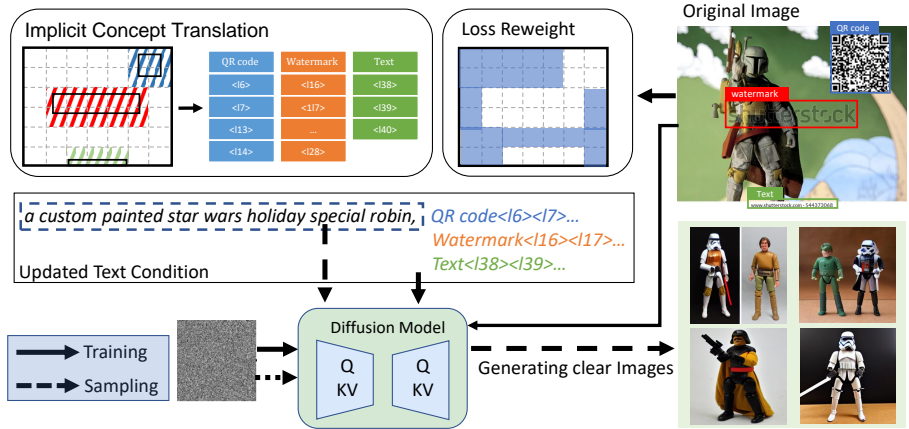 Implicit Concept Translation
QR code
Watermark
Text
<l6>
<l16>
<l38>
<l7>
<1l7>
<l39>
<l13>
...
<l40>
<l14>
<l28>
Loss Reweight
Original Image
QR code
watermark
shutterstock
Text
www.shutterstock.com · 544373068
a custom painted star wars holiday special robin,
QR code<l6><l7>...
Watermark<l16><l17>...
Text<l38><l39>...
Updated Text Condition
Training
Sampling
Diffusion Model
Q
KV
Q
KV
Generating clear Images